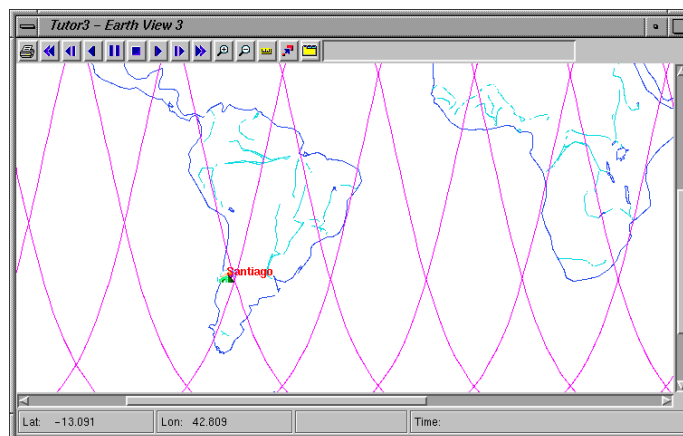 Tutor3 – Earth View 3
Santiago
Lat: -13.091
Lon: 42.809
Time: